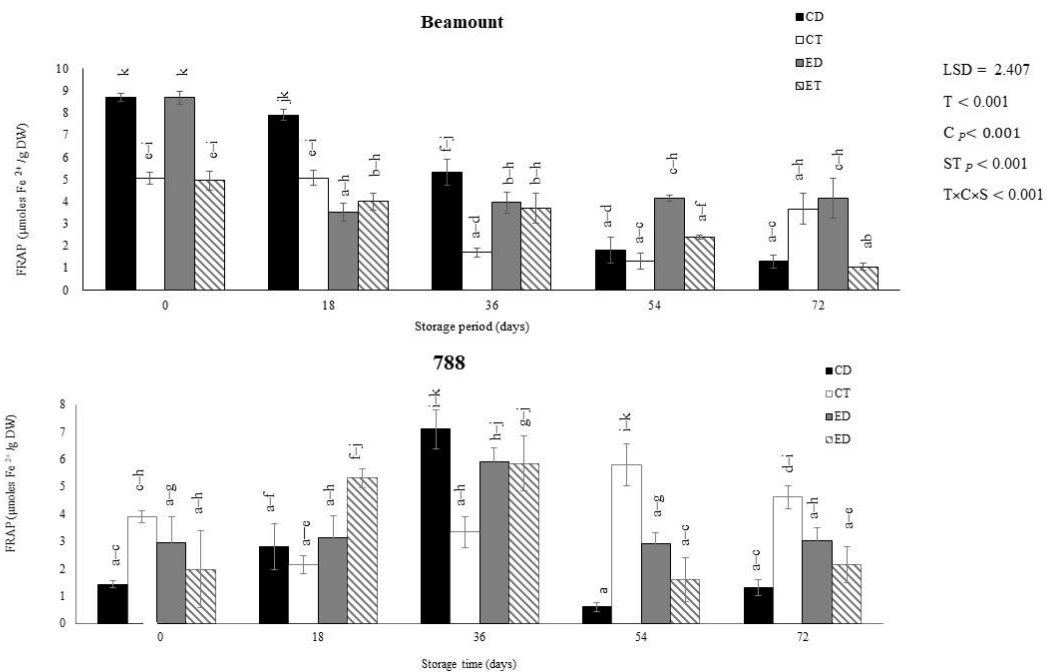 Beamount
CD
CT
ED
ET
FRAP (µmoles Fe 2+ /g DW)
10
9
8
7
6
5
4
3
2
1
0
k
e–i
k
e–i
jk
e–i
a–h
b–h
f–j
a–d
b–h
b–h
a–d
a–c
c–h
a–f
a–c
a–h
c–h
ab
0 18 36 54 72
Storage period (days)
LSD = 2.407
T < 0.001
C p< 0.001
ST p < 0.001
T×C×S < 0.001
788
CD
CT
ED
ED
FRAP (µmoles Fe 2+ /g DW)
8
7
6
5
4
3
2
1
0
a–c
c–h
a–g
a–h
a–f
a–e
a–h
f–j
i–k
a–h
h–j
g–j
a
i–k
a–g
a–c
a–c
d–i
a–h
a–e
0 18 36 54 72
Storage time (days)